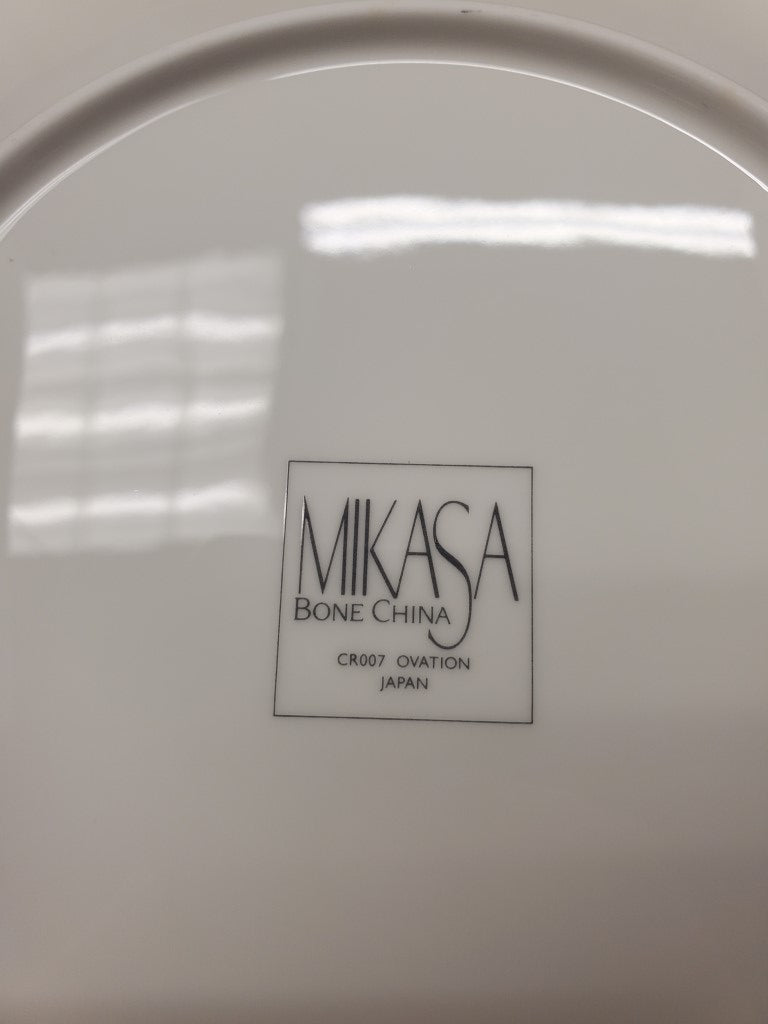 MIKASA
BONE CHINA
CR007 OVATION
JAPAN